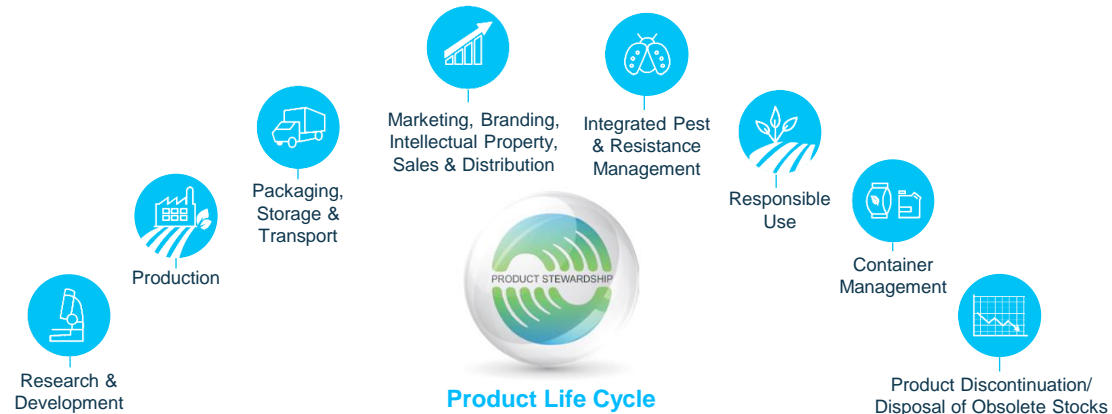 Research &
Development
Production
Packaging,
Storage &
Transport
Marketing, Branding,
Intellectual Property,
Sales & Distribution
Integrated Pest
& Resistance
Management
Responsible
Use
Container
Management
Product Discontinuation/
Disposal of Obsolete Stocks
PRODUCT STEWARDSHIP
Product Life Cycle